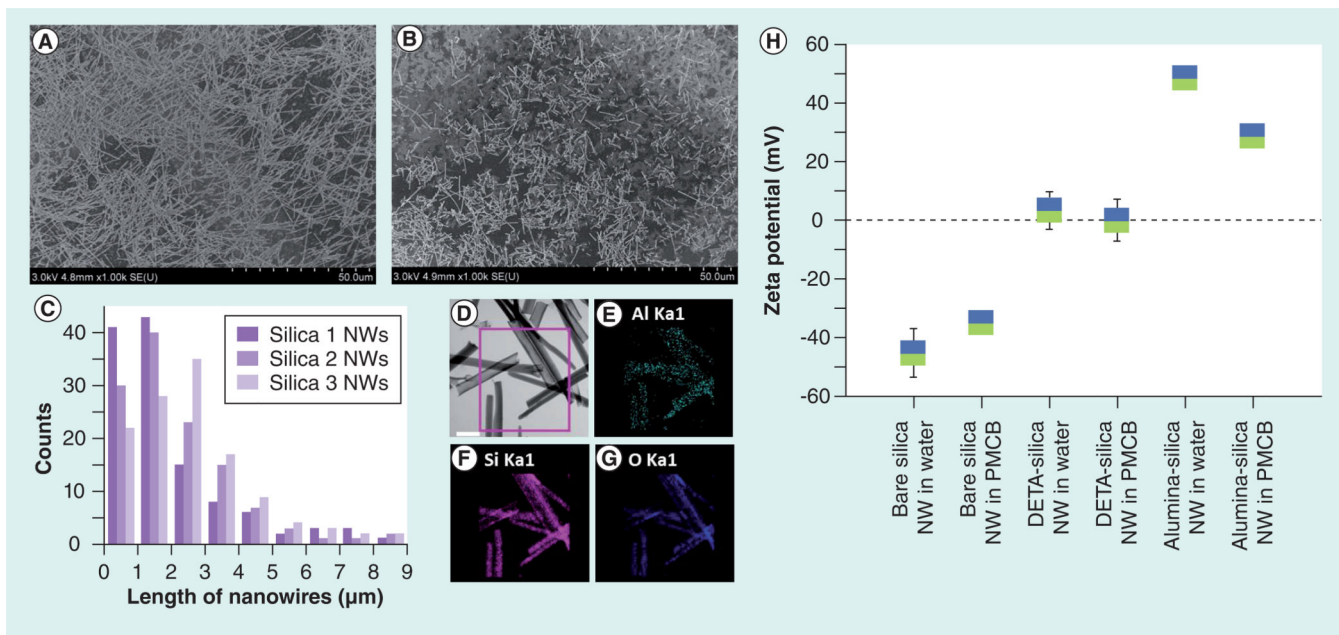 A
3.0kV 4.8mm x1.00k SE(U)
50.0um
B
3.0kV 4.9mm x1.00k SE(U)
50.0um
C
Counts
40
30
20
10
0
Silica 1 NWs
Silica 2 NWs
Silica 3 NWs
0 1 2 3 4 5 6 7 8 9
Length of nanowires (µm)
D
E
Al Ka1
F
Si Ka1
G
O Ka1
H
Zeta potential (mV)
60
40
20
0
-20
-40
-60
Bare silica
NW in water
Bare silica
NW in PMCB
DETA-silica
NW in water
DETA-silica
NW in PMCB
Alumina-silica
NW in water
Alumina-silica
NW in PMCB